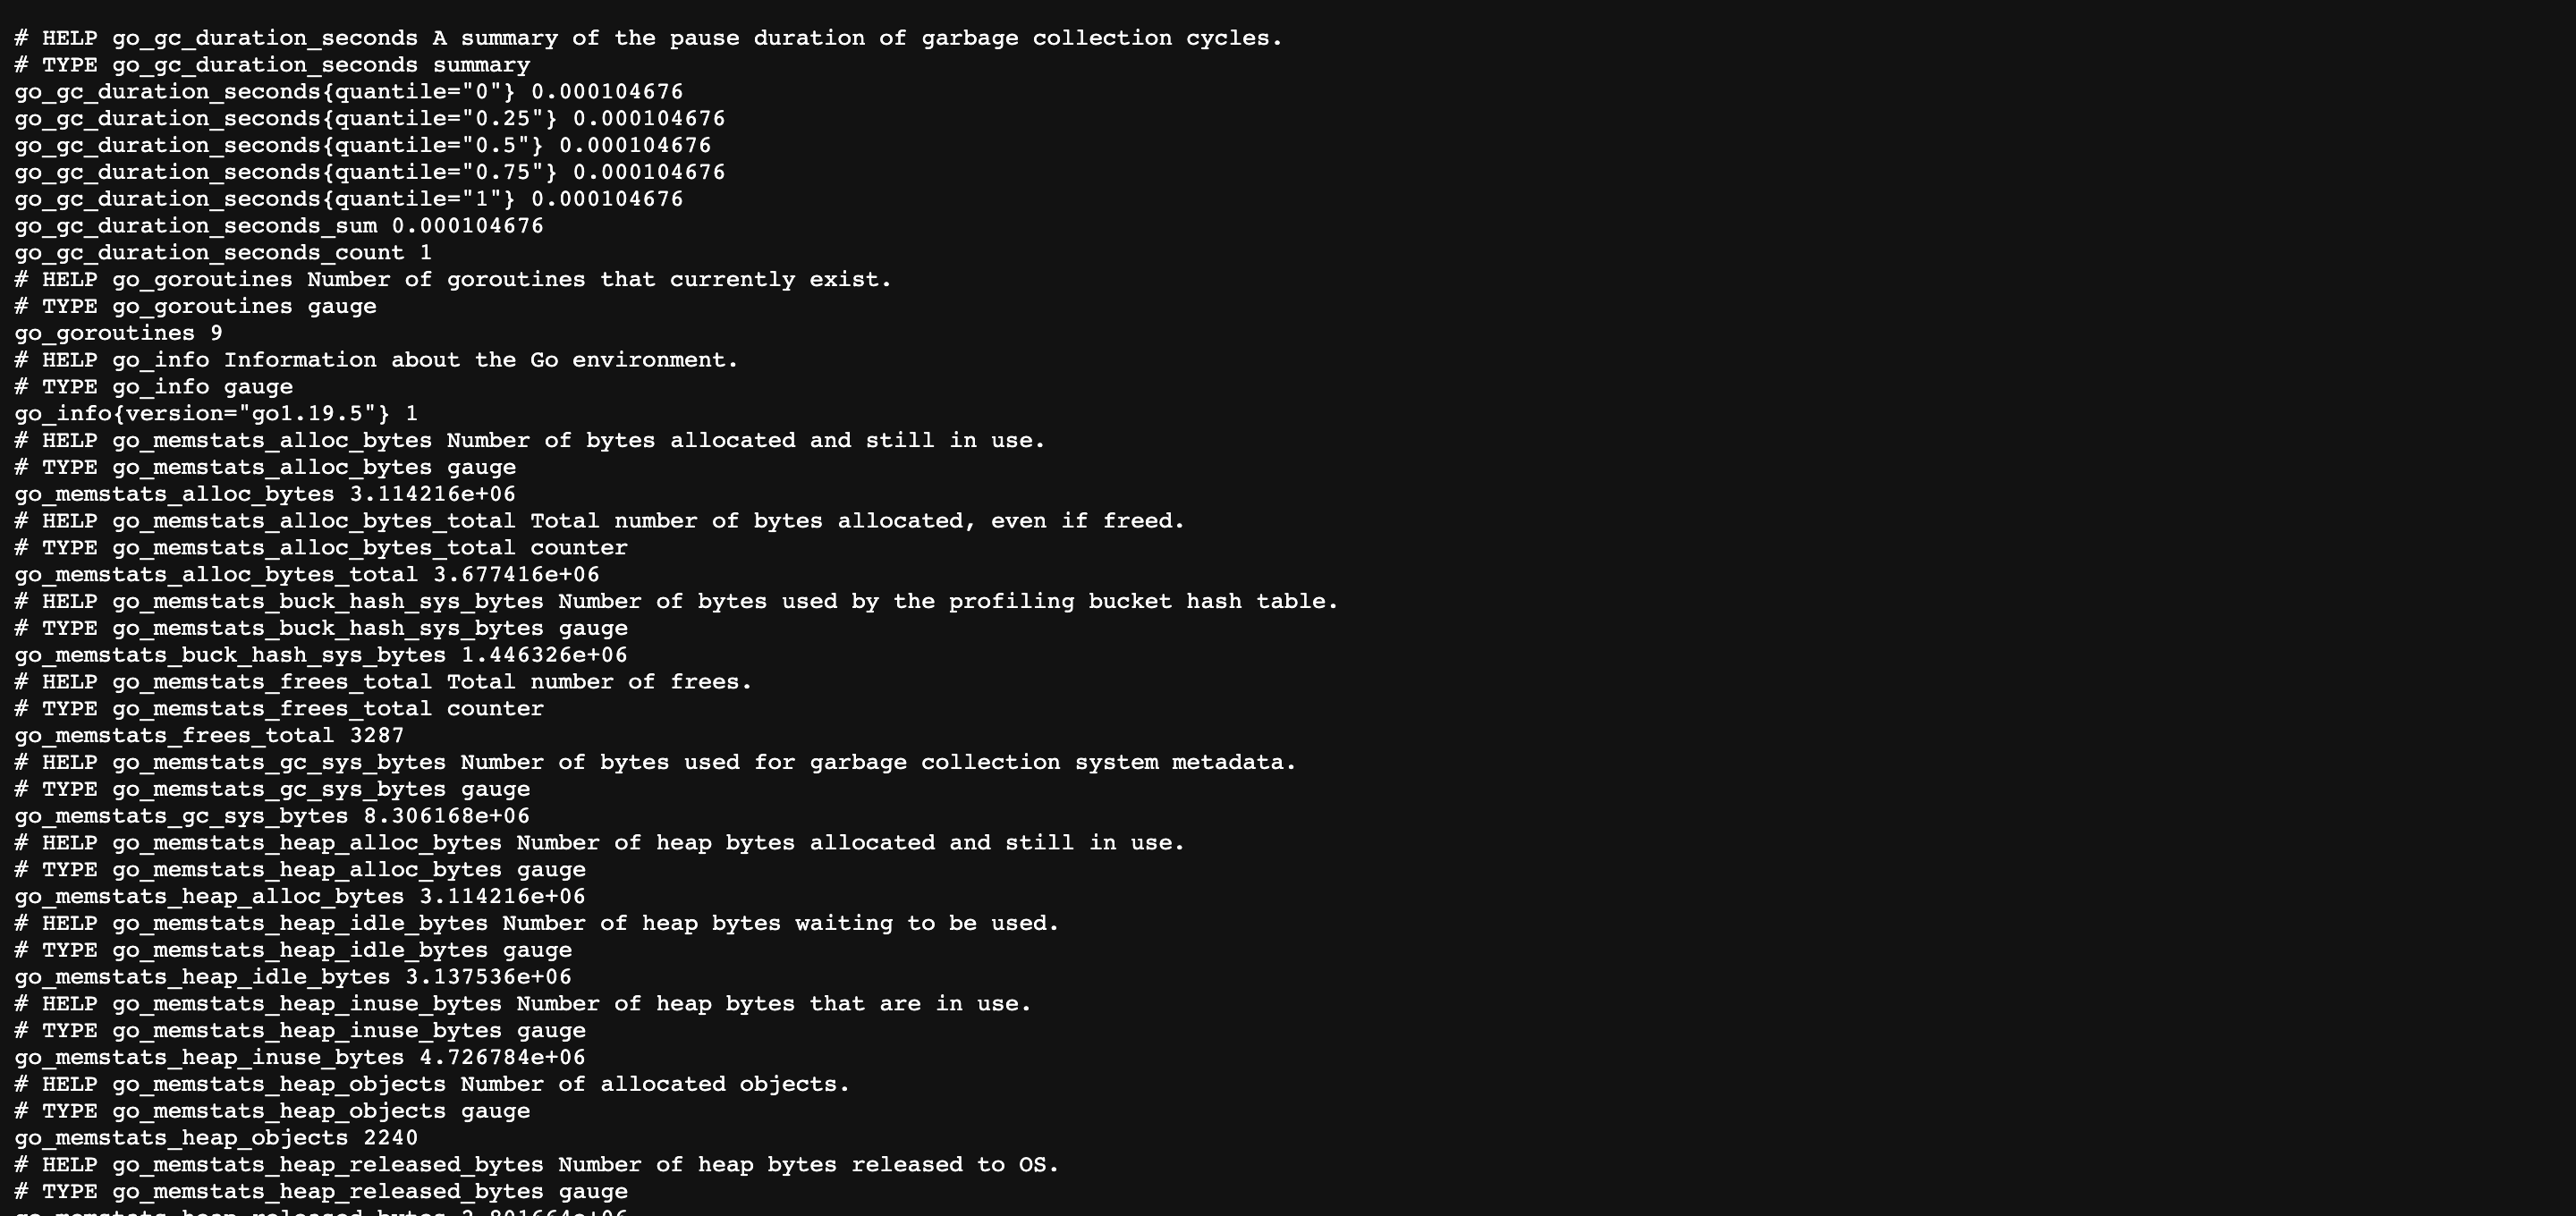 # HELP go_gc_duration_seconds A summary of the pause duration of garbage collection cycles.
# TYPE go_gc_duration_seconds summary
go_gc_duration_seconds{quantile="0"} 0.000104676
go_gc_duration_seconds{quantile="0.25"} 0.000104676
go_gc_duration_seconds{quantile="0.5"} 0.000104676
go_gc_duration_seconds{quantile="0.75"} 0.000104676
go_gc_duration_seconds{quantile="1"} 0.000104676
go_gc_duration_seconds_sum 0.000104676
go_gc_duration_seconds_count 1
# HELP go_goroutines Number of goroutines that currently exist.
# TYPE go_goroutines gauge
go_goroutines 9
# HELP go_info Information about the Go environment.
# TYPE go_info gauge
go_info{version="go1.19.5"} 1
# HELP go_memstats_alloc_bytes Number of bytes allocated and still in use.
# TYPE go_memstats_alloc_bytes gauge
go_memstats_alloc_bytes 3.114216e+06
# HELP go_memstats_alloc_bytes_total Total number of bytes allocated, even if freed.
# TYPE go_memstats_alloc_bytes_total counter
go_memstats_alloc_bytes_total 3.677416e+06
# HELP go_memstats_buck_hash_sys_bytes Number of bytes used by the profiling bucket hash table.
# TYPE go_memstats_buck_hash_sys_bytes gauge
go_memstats_buck_hash_sys_bytes 1.446326e+06
# HELP go_memstats_frees_total Total number of frees.
# TYPE go_memstats_frees_total counter
go_memstats_frees_total 3287
# HELP go_memstats_gc_sys_bytes Number of bytes used for garbage collection system metadata.
# TYPE go_memstats_gc_sys_bytes gauge
go_memstats_gc_sys_bytes 8.306168e+06
# HELP go_memstats_heap_alloc_bytes Number of heap bytes allocated and still in use.
# TYPE go_memstats_heap_alloc_bytes gauge
go_memstats_heap_alloc_bytes 3.114216e+06
# HELP go_memstats_heap_idle_bytes Number of heap bytes waiting to be used.
# TYPE go_memstats_heap_idle_bytes gauge
go_memstats_heap_idle_bytes 3.137536e+06
# HELP go_memstats_heap_inuse_bytes Number of heap bytes that are in use.
# TYPE go_memstats_heap_inuse_bytes gauge
go_memstats_heap_inuse_bytes 4.726784e+06
# HELP go_memstats_heap_objects Number of allocated objects.
# TYPE go_memstats_heap_objects gauge
go_memstats_heap_objects 2240
# HELP go_memstats_heap_released_bytes Number of heap bytes released to OS.
# TYPE go_memstats_heap_released_bytes gauge
go_memstats_heap_released_bytes